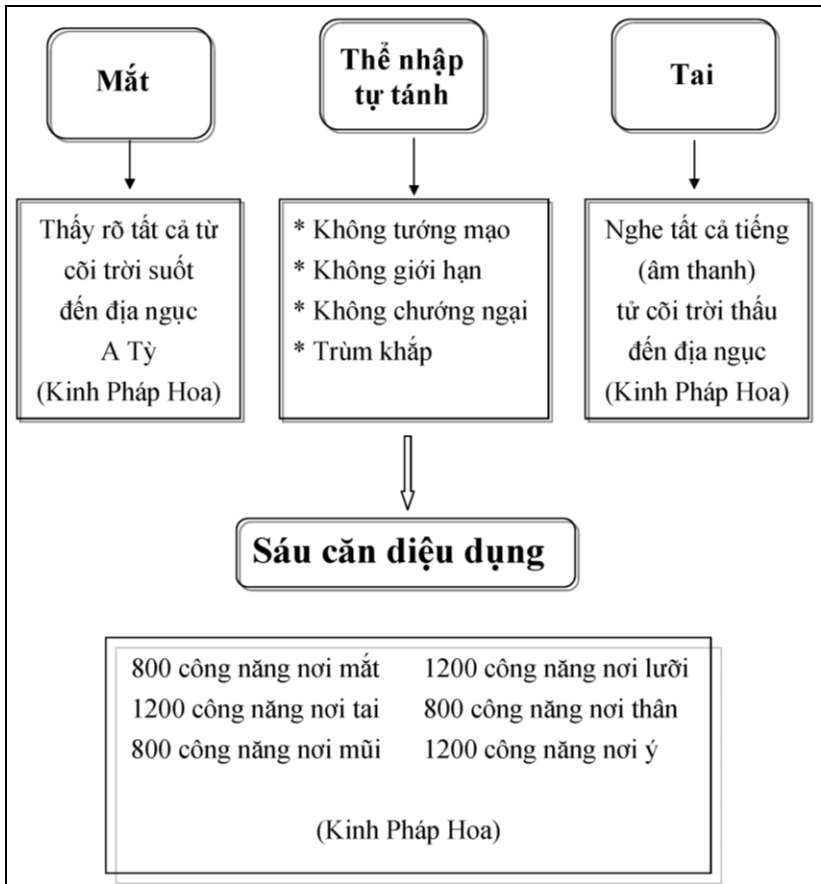 Mắt
Thể nhập
tự tánh
Tai
Thấy rõ tất cả từ
cõi trời suốt
đến địa ngục
A Tỳ
(Kinh Pháp Hoa)
* Không tướng mạo
* Không giới hạn
* Không chướng ngại
* Trùm khắp
Nghe tất cả tiếng
(âm thanh)
tử cõi trời thấu
đến địa ngục
(Kinh Pháp Hoa)
Sáu căn diệu dụng
800 công năng nơi mắt
1200 công năng nơi tai
800 công năng nơi mũi
1200 công năng nơi lưỡi
800 công năng nơi thân
1200 công năng nơi ý
(Kinh Pháp Hoa)